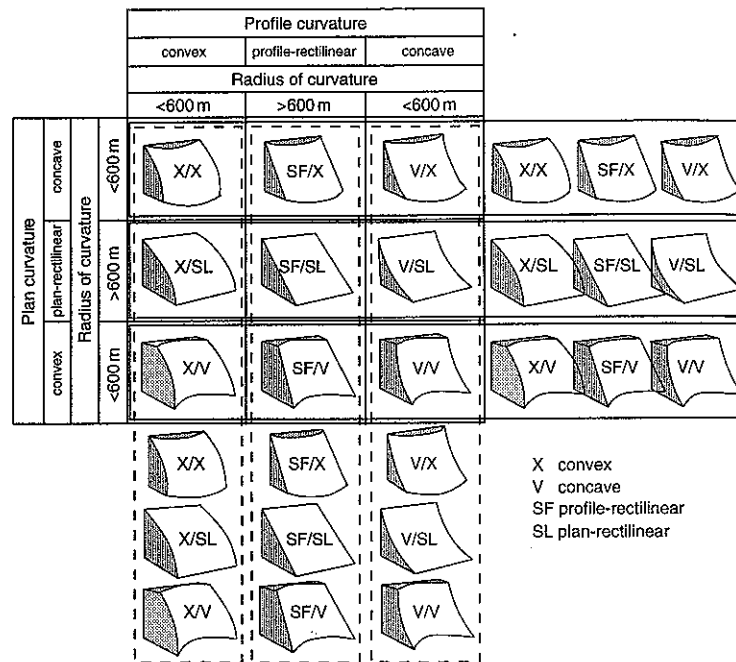 Profile curvature
convex profile-rectilinear concave
Radius of curvature
<600 m >600 m <600 m
Plan curvature
concave plan-rectilinear convex
Radius of curvature
<600 m >600 m <600 m
X/X SF/X V/X X/X SF/X V/X
X/SL SF/SL V/SL X/SL SF/SL V/SL
X/V SF/V V/V X/V SF/V V/V
X/X SF/X V/X
X/SL SF/SL V/SL
X/V SF/V V/V
X convex
V concave
SF profile-rectilinear
SL plan-rectilinear